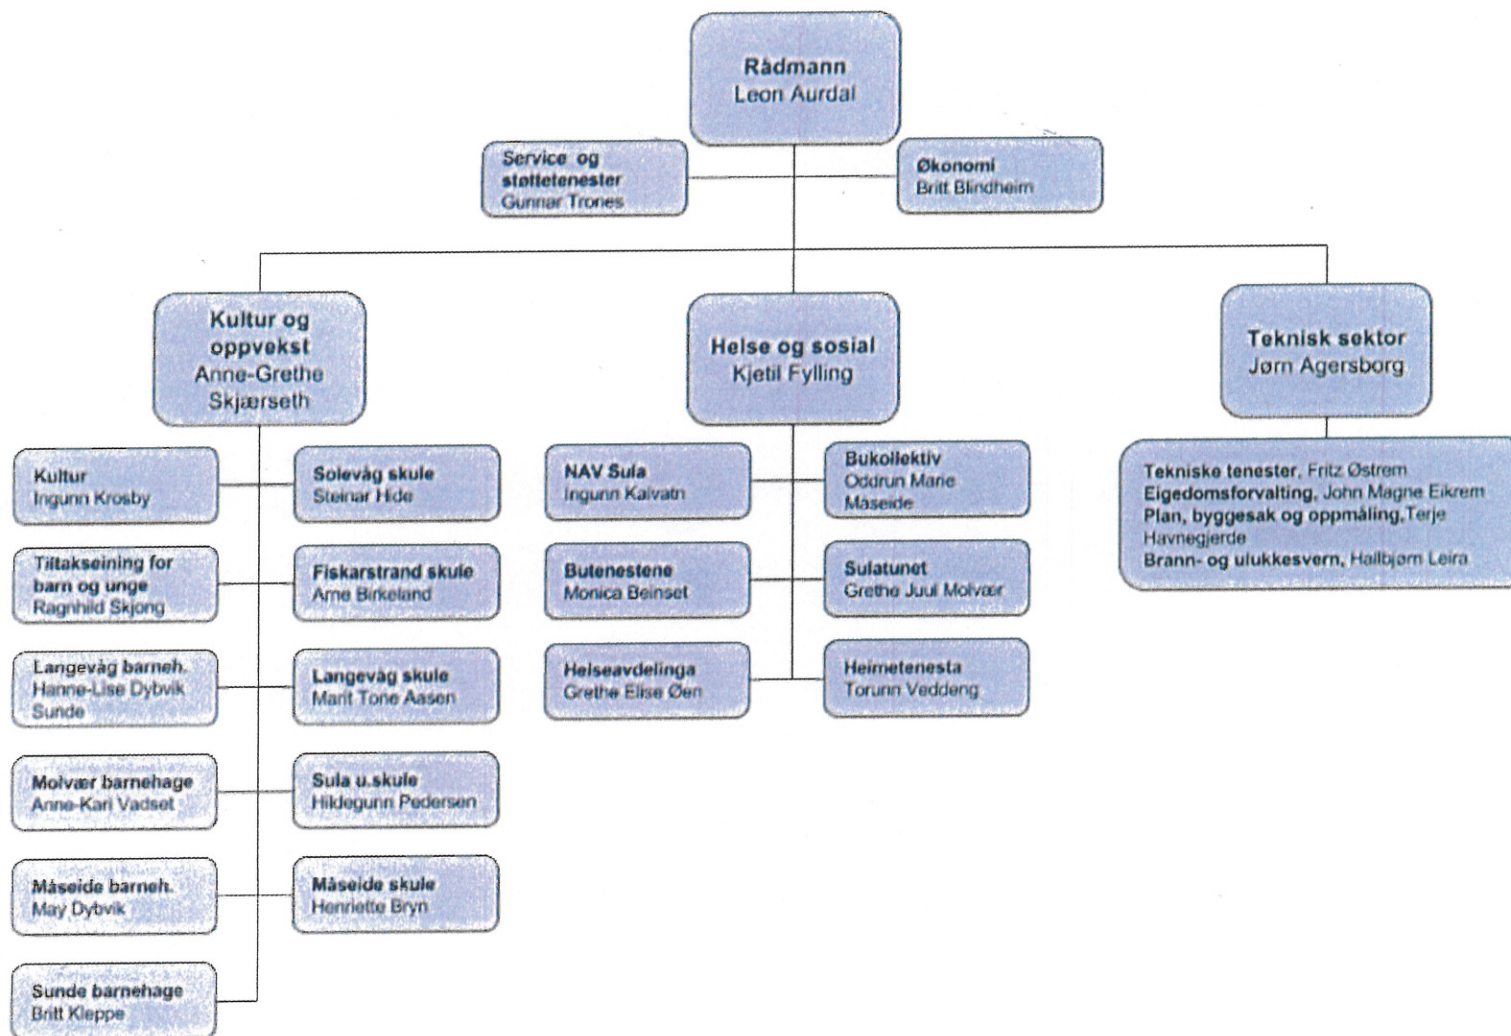 Rådmann
Leon Aurdal
Service og
støttetenester
Gunnar Trones
Økonomi
Britt Blindheim
Kultur og
oppvekst
Anne-Grethe
Skjærseth
Helse og sosial
Kjetil Fylling
Teknisk sektor
Jørn Agersborg
Kultur
Ingunn Krosby
Solevåg skule
Steinar Hide
Tiltakseining for
barn og unge
Ragnhild Skjong
Fiskarstrand skule
Arne Birkeland
Langevåg barneh.
Hanne-Lise Dybvik
Sunde
Langevåg skule
Marit Tone Aasen
Molvær barnehage
Anne-Kari Vadset
Sula u.skule
Hildegunn Pedersen
Måseide barneh.
May Dybvik
Måseide skule
Henriette Bryn
Sunde barnehage
Britt Kleppe
NAV Sula
Ingunn Kalvatn
Bukollektiv
Oddrun Marie
Måseide
Butenestene
Monica Beinset
Sulatunet
Grethe Juul Molvær
Helseavdelinga
Grethe Elise Øen
Heimetenesta
Torunn Veddeng
Tekniske tenester, Fritz Østrem
Eigedomsforvalting, John Magne Eikrem
Plan, byggesak og oppmåling,Terje
Havnegjerde
Brann- og ulukkesvern, Hallbjørn Leira